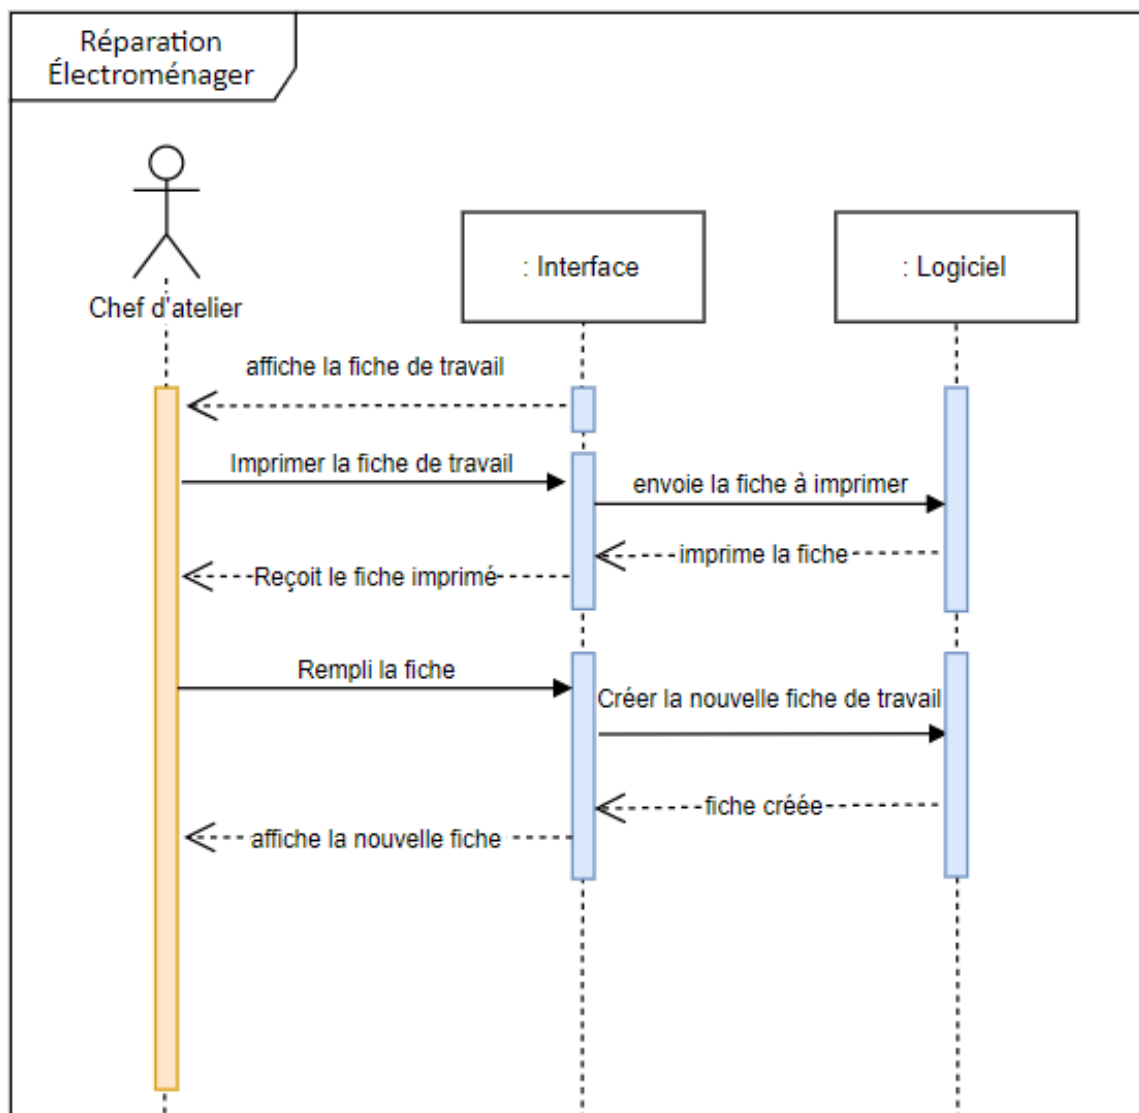 Réparation
Électroménager
Chef d'atelier
: Interface
: Logiciel
affiche la fiche de travail
Imprimer la fiche de travail
envoie la fiche à imprimer
imprime la fiche
Reçoit le fiche imprimé
Rempli la fiche
Créer la nouvelle fiche de travail
fiche créée
affiche la nouvelle fiche